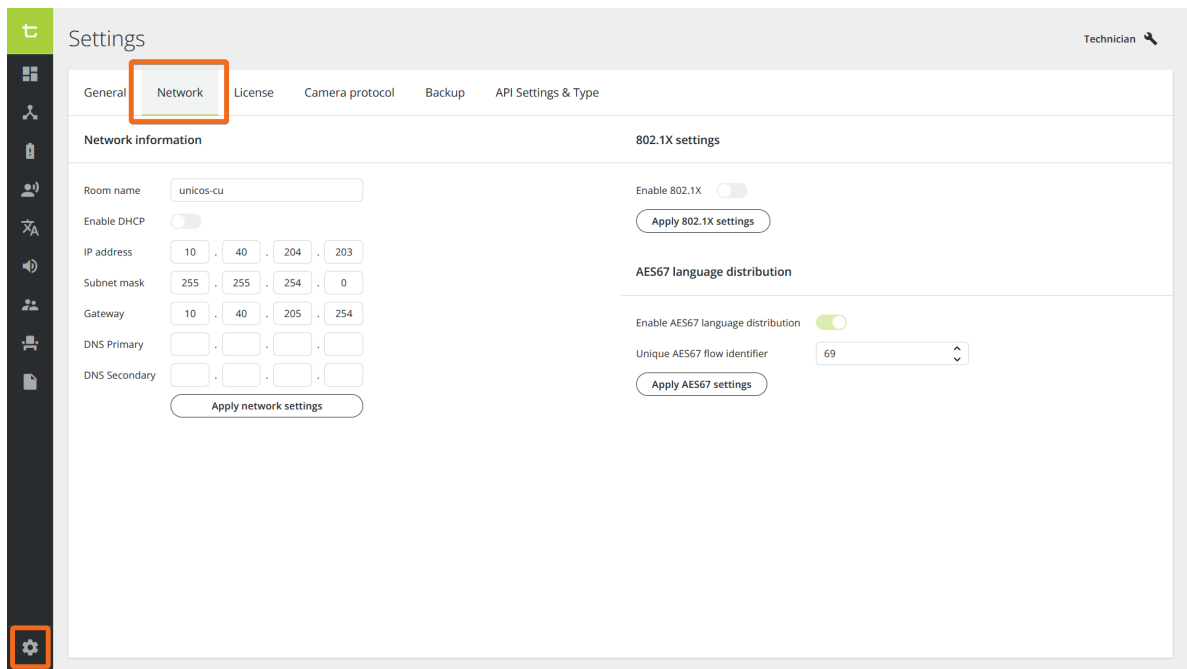 Settings
Technician
General Network License Camera protocol Backup API Settings & Type
Network information
Room name unicos-cu
Enable DHCP
IP address 10 . 40 . 204 . 203
Subnet mask 255 . 255 . 254 . 0
Gateway 10 . 40 . 205 . 254
DNS Primary . . .
DNS Secondary . . .
Apply network settings
802.1X settings
Enable 802.1X
Apply 802.1X settings
AES67 language distribution
Enable AES67 language distribution
Unique AES67 flow identifier 69
Apply AES67 settings